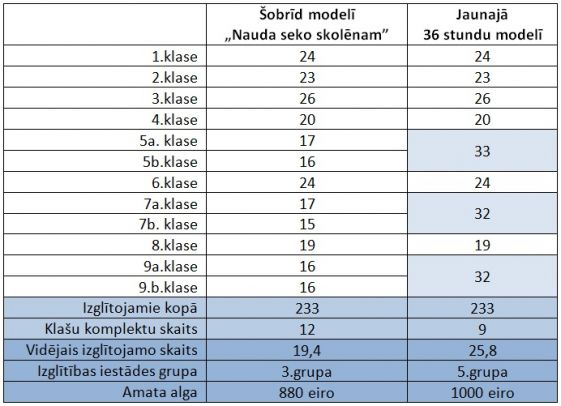 Šobrīd modelī
„Nauda seko skolēnam”
Jaunajā
36 stundu modelī
1.klase 24 24
2.klase 23 23
3.klase 26 26
4.klase 20 20
5a. klase 17
33
5b.klase 16
6.klase 24 24
7a.klase 17
32
7b. klase 15
8.klase 19 19
9a.klase 16
32
9.b.klase 16
Izglītojamie kopā 233 233
Klašu komplektu skaits 12 9
Vidējais izglītojamo skaits 19,4 25,8
Izglītības iestādes grupa 3.grupa 5.grupa
Amata alga 880 eiro 1000 eiro